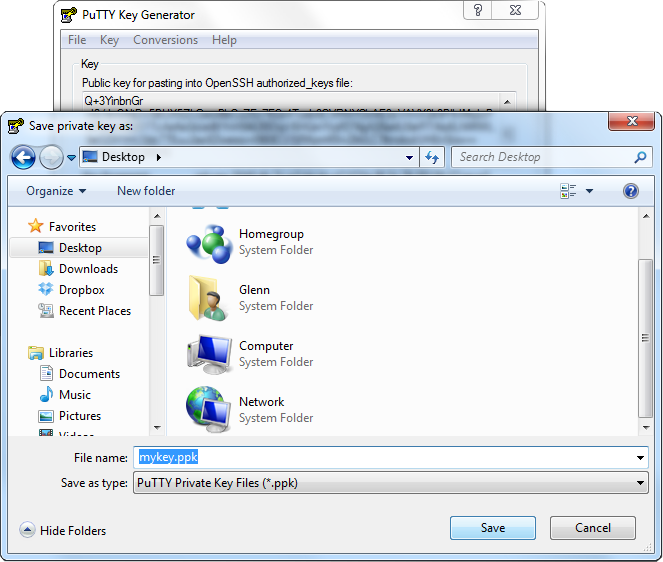 PuTTY Key Generator
File Key Conversions Help
Key
Public key for pasting into OpenSSH authorized_keys file:
Q+3YinbnGr
Save private key as:
Desktop
Search Desktop
Organize
New folder
Favorites
Desktop
Downloads
Dropbox
Recent Places
Libraries
Documents
Music
Pictures
Videos
Homegroup
System Folder
Glenn
System Folder
Computer
System Folder
Network
System Folder
File name: mykey.ppk
Save as type: PuTTY Private Key Files (*.ppk)
Hide Folders
Save
Cancel